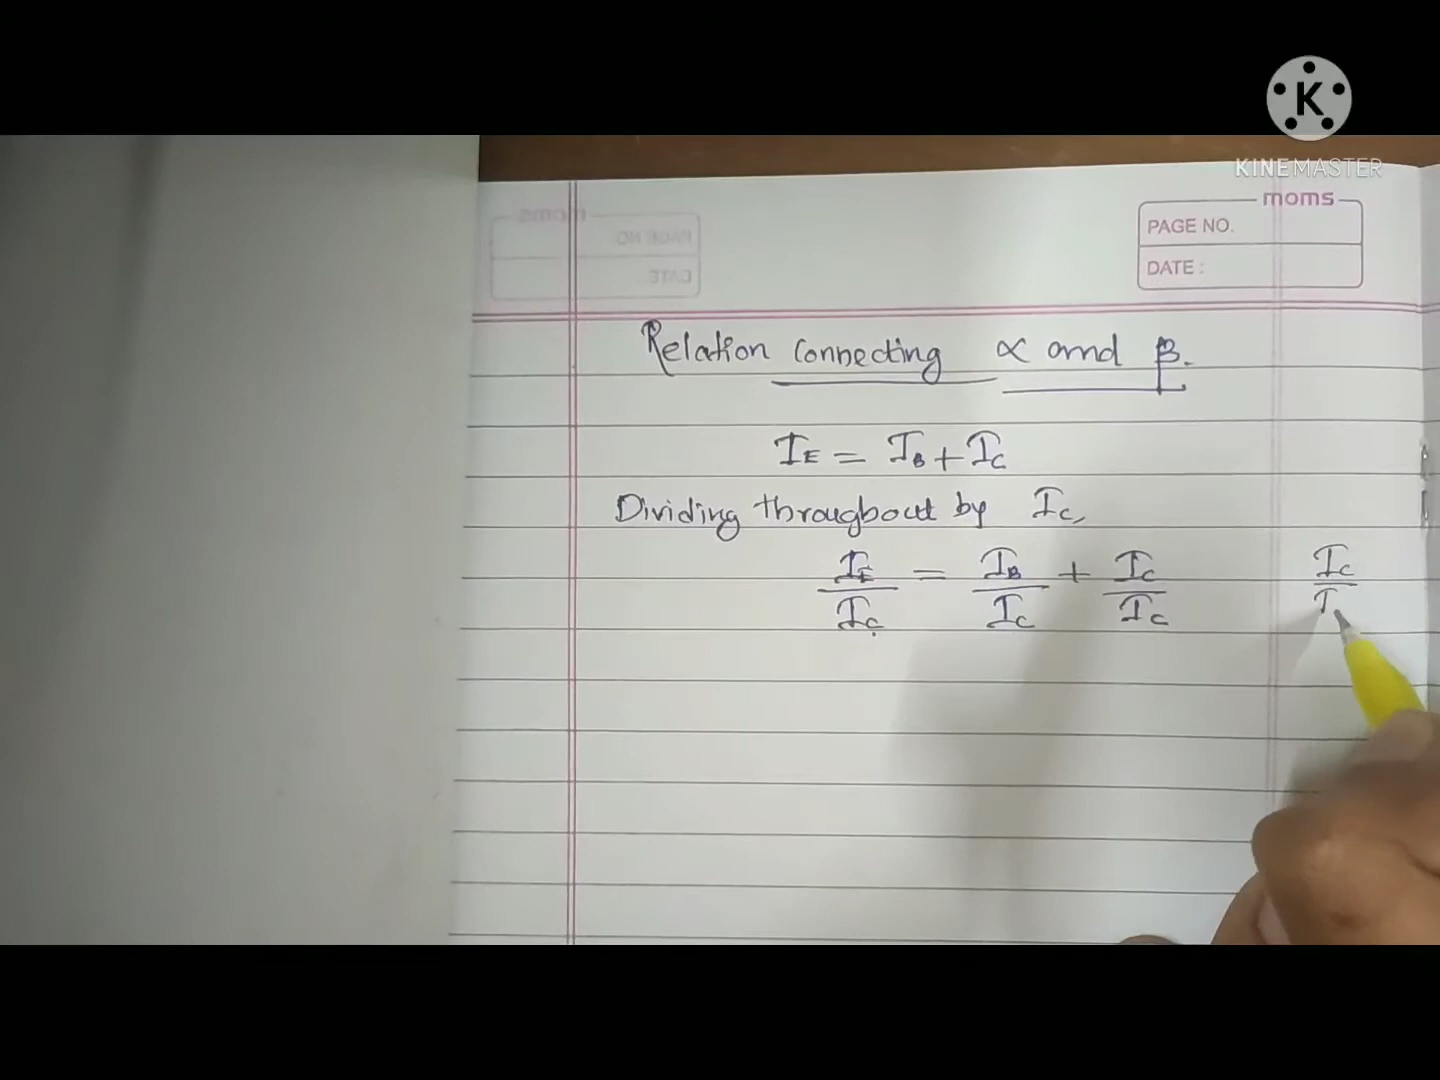 K
KINEMASTER
moms
PAGE NO.
DATE :
Relation connecting ∝ and β.
I_E = I_B + I_C
Dividing throughout by I_C,
I_E/I_C = I_B/I_C + I_C/I_C
I_C/I